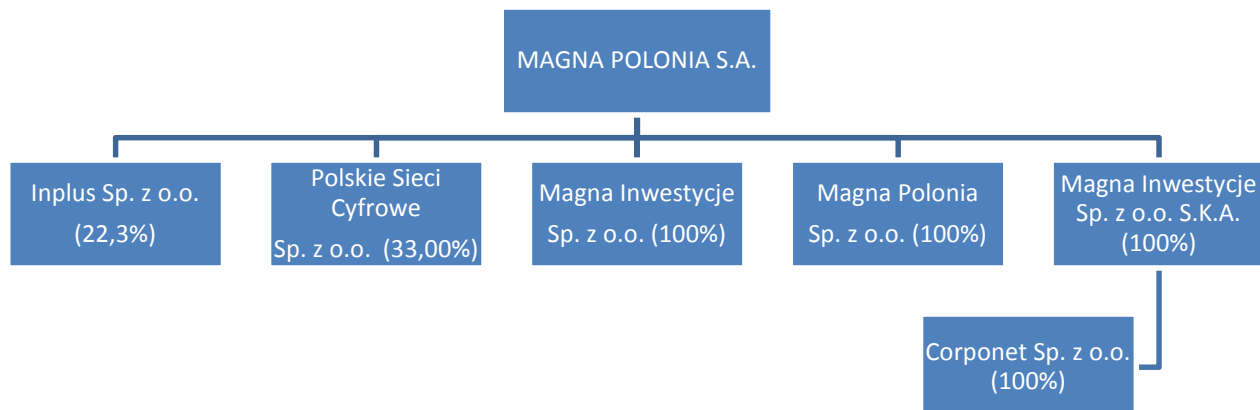 MAGNA POLONIA S.A.
Inplus Sp. z o.o.
(22,3%)
Polskie Sieci
Cyfrowe
Sp. z o.o. (33,00%)
Magna Inwestycje
Sp. z o.o. (100%)
Magna Polonia
Sp. z o.o. (100%)
Magna Inwestycje
Sp. z o.o. S.K.A.
(100%)
Corponet Sp. z o.o.
(100%)